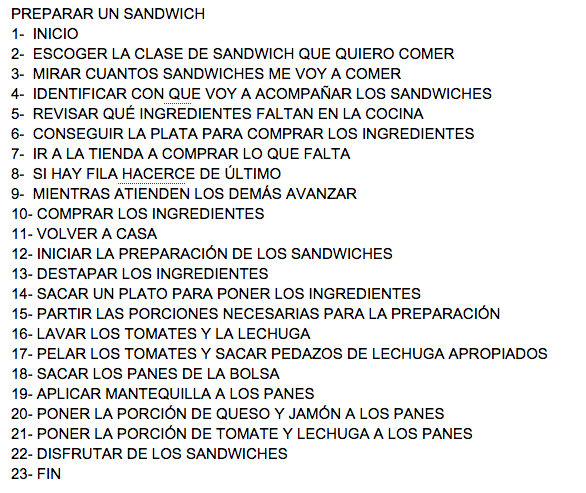 PREPARAR UN SANDWICH
1- INICIO
2- ESCOGER LA CLASE DE SANDWICH QUE QUIERO COMER
3- MIRAR CUANTOS SANDWICHES ME VOY A COMER
4- IDENTIFICAR CON QUE VOY A ACOMPAÑAR LOS SANDWICHES
5- REVISAR QUÉ INGREDIENTES FALTAN EN LA COCINA
6- CONSEGUIR LA PLATA PARA COMPRAR LOS INGREDIENTES
7- IR A LA TIENDA A COMPRAR LO QUE FALTA
8- SI HAY FILA HACERCE DE ÚLTIMO
9- MIENTRAS ATIENDEN LOS DEMÁS AVANZAR
10- COMPRAR LOS INGREDIENTES
11- VOLVER A CASA
12- INICIAR LA PREPARACIÓN DE LOS SANDWICHES
13- DESTAPAR LOS INGREDIENTES
14- SACAR UN PLATO PARA PONER LOS INGREDIENTES
15- PARTIR LAS PORCIONES NECESARIAS PARA LA PREPARACIÓN
16- LAVAR LOS TOMATES Y LA LECHUGA
17- PELAR LOS TOMATES Y SACAR PEDAZOS DE LECHUGA APROPIADOS
18- SACAR LOS PANES DE LA BOLSA
19- APLICAR MANTEQUILLA A LOS PANES
20- PONER LA PORCIÓN DE QUESO Y JAMÓN A LOS PANES
21- PONER LA PORCIÓN DE TOMATE Y LECHUGA A LOS PANES
22- DISFRUTAR DE LOS SANDWICHES
23- FIN